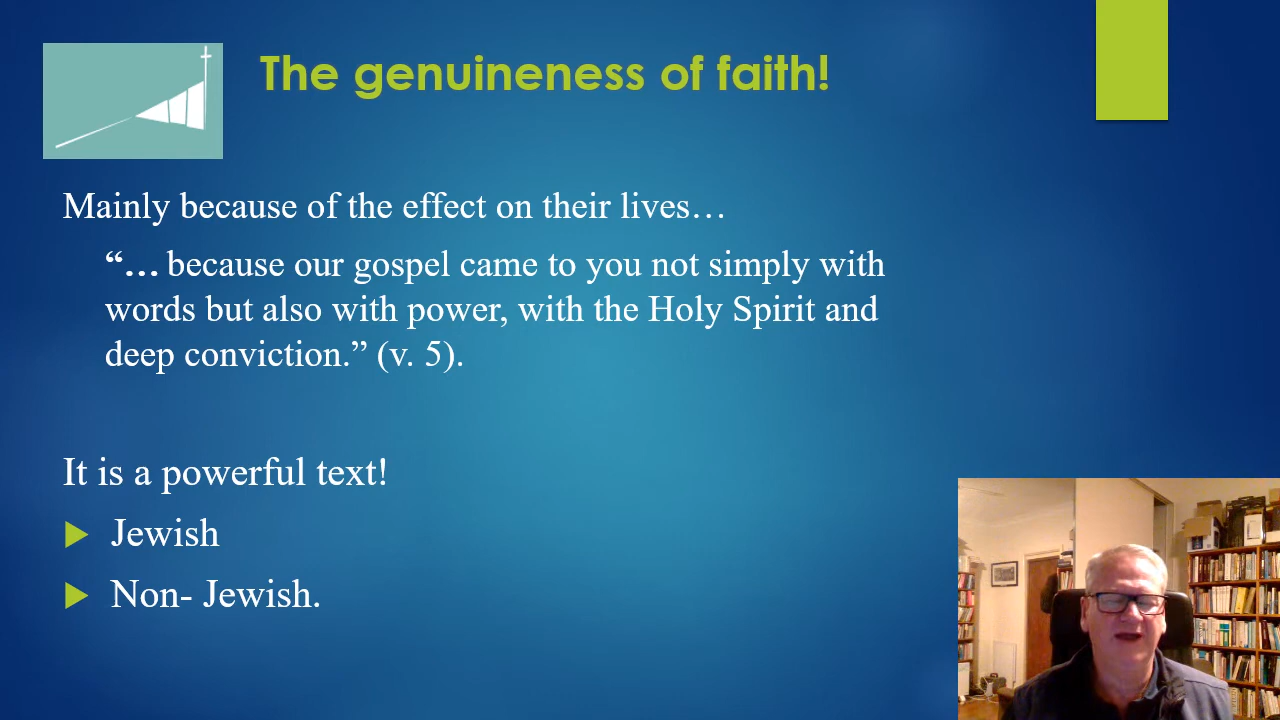 The genuineness of faith!
Mainly because of the effect on their lives…
“… because our gospel came to you not simply with
words but also with power, with the Holy Spirit and
deep conviction.” (v. 5).
It is a powerful text!
Jewish
Non- Jewish.